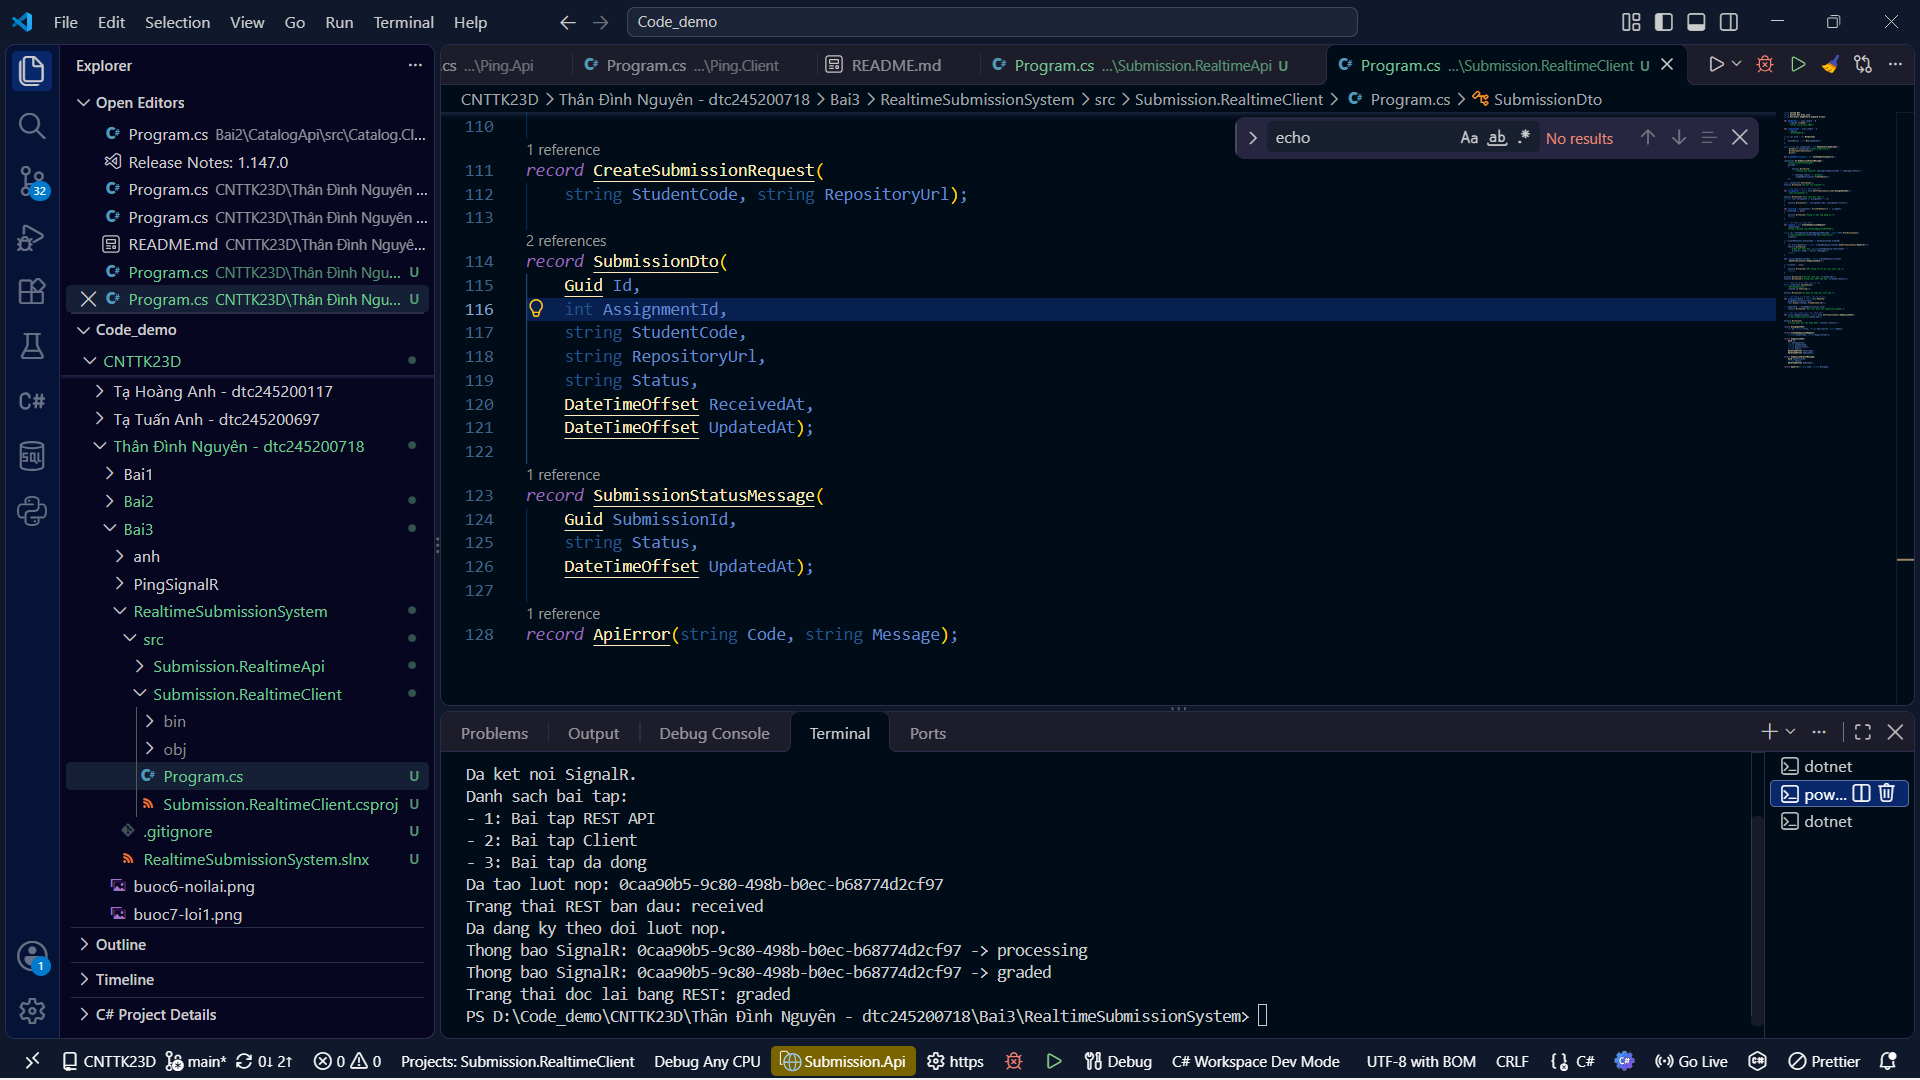 File Edit Selection View Go Run Terminal Help
Code_demo
Explorer
Open Editors
Program.cs Bai2\CatalogApi\src\Catalog.Cl...
Release Notes: 1.147.0
Program.cs CNTTK23D\Thân Đình Nguyên ...
Program.cs CNTTK23D\Thân Đình Nguyên ...
README.md CNTTK23D\Thân Đình Nguyê...
Program.cs CNTTK23D\Thân Đình Ngu... U
Program.cs CNTTK23D\Thân Đình Ngu... U
Code_demo
CNTTK23D
Tạ Hoàng Anh - dtc245200117
Tạ Tuấn Anh - dtc245200697
Thân Đình Nguyên - dtc245200718
Bai1
Bai2
Bai3
anh
PingSignalR
RealtimeSubmissionSystem
src
Submission.RealtimeApi
Submission.RealtimeClient
bin
obj
Program.cs U
Submission.RealtimeClient.csproj U
.gitignore U
RealtimeSubmissionSystem.slnx U
buoc6-noilai.png
buoc7-loi1.png
Outline
Timeline
C# Project Details
32
C#
SQL
1
.cs ...\Ping.Api
Program.cs ...\Ping.Client
README.md
Program.cs ...\Submission.RealtimeApi U
Program.cs ...\Submission.RealtimeClient U
CNTTK23D > Thân Đình Nguyên - dtc245200718 > Bai3 > RealtimeSubmissionSystem > src > Submission.RealtimeClient > Program.cs > SubmissionDto
echo
Aa ab .*
No results
110
1 reference
111 record CreateSubmissionRequest(
112 string StudentCode, string RepositoryUrl);
113
2 references
114 record SubmissionDto(
115 Guid Id,
116 int AssignmentId,
117 string StudentCode,
118 string RepositoryUrl,
119 string Status,
120 DateTimeOffset ReceivedAt,
121 DateTimeOffset UpdatedAt);
122
1 reference
123 record SubmissionStatusMessage(
124 Guid SubmissionId,
125 string Status,
126 DateTimeOffset UpdatedAt);
127
1 reference
128 record ApiError(string Code, string Message);
Problems Output Debug Console Terminal Ports
Da ket noi SignalR.
Danh sach bai tap:
- 1: Bai tap REST API
- 2: Bai tap Client
- 3: Bai tap da dong
Da tao luot nop: 0caa90b5-9c80-498b-b0ec-b68774d2cf97
Trang thai REST ban dau: received
Da dang ky theo doi luot nop.
Thong bao SignalR: 0caa90b5-9c80-498b-b0ec-b68774d2cf97 -> processing
Thong bao SignalR: 0caa90b5-9c80-498b-b0ec-b68774d2cf97 -> graded
Trang thai doc lai bang REST: graded
PS D:\Code_demo\CNTTK23D\Thân Đình Nguyên - dtc245200718\Bai3\RealtimeSubmissionSystem>
dotnet
pow...
dotnet
CNTTK23D main* 0↓ 2↑ 0 0 Projects: Submission.RealtimeClient Debug Any CPU Submission.Api https Debug C# Workspace Dev Mode UTF-8 with BOM CRLF {} C# Go Live Prettier